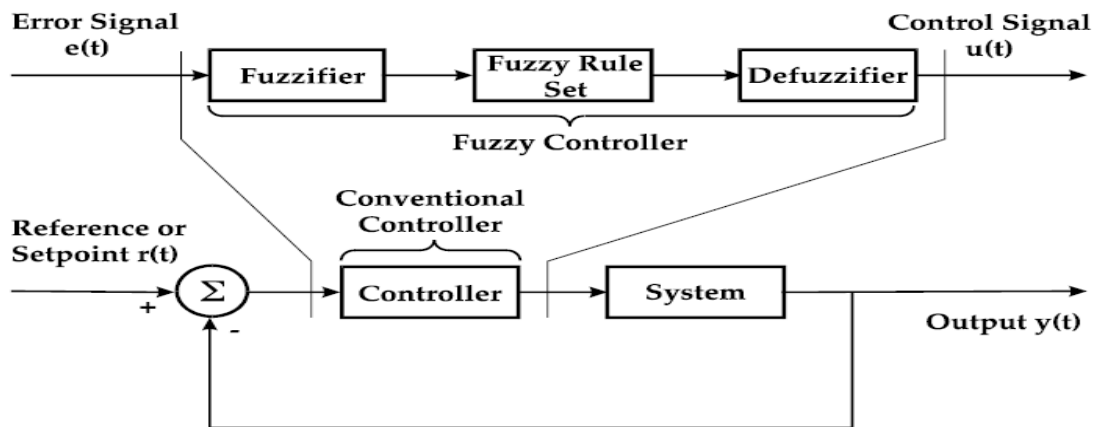 Error Signal
e(t)
Control Signal
u(t)
Fuzzifier
Fuzzy Rule
Set
Defuzzifier
Fuzzy Controller
Conventional
Controller
Reference or
Setpoint r(t)
+
Σ
-
Controller
System
Output y(t)